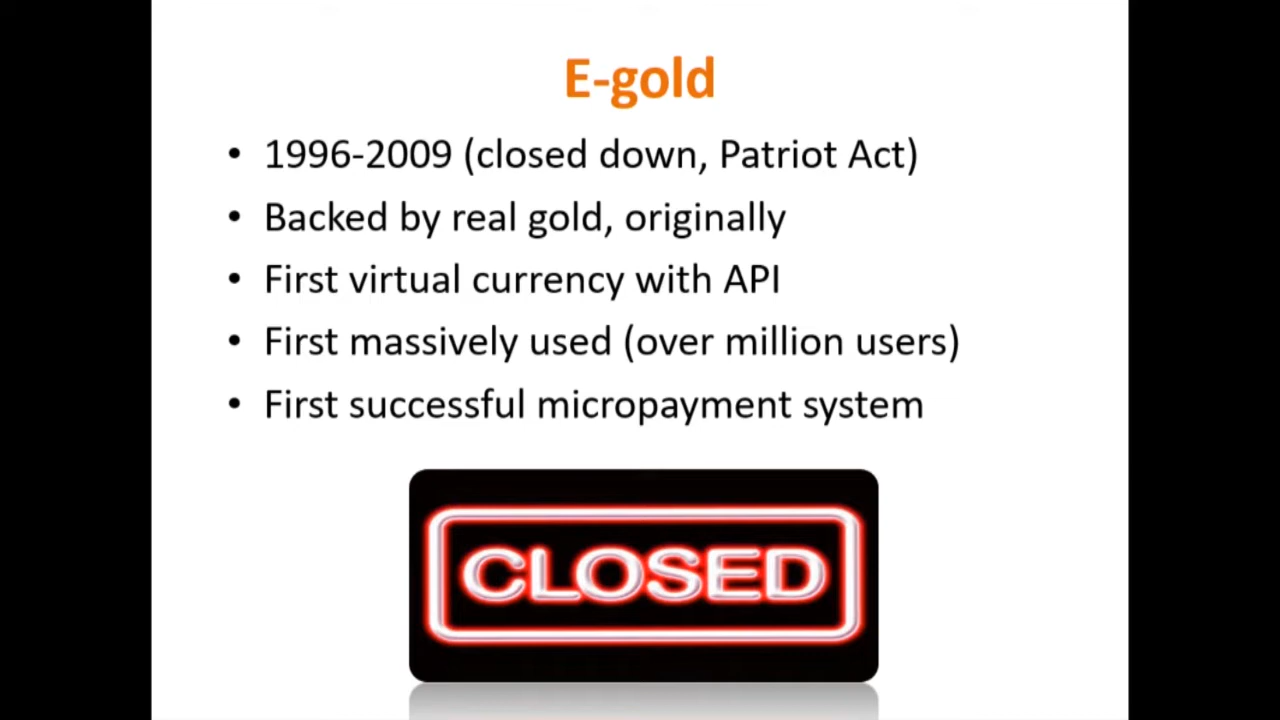 E-gold
• 1996-2009 (closed down, Patriot Act)
• Backed by real gold, originally
• First virtual currency with API
• First massively used (over million users)
• First successful micropayment system
CLOSED